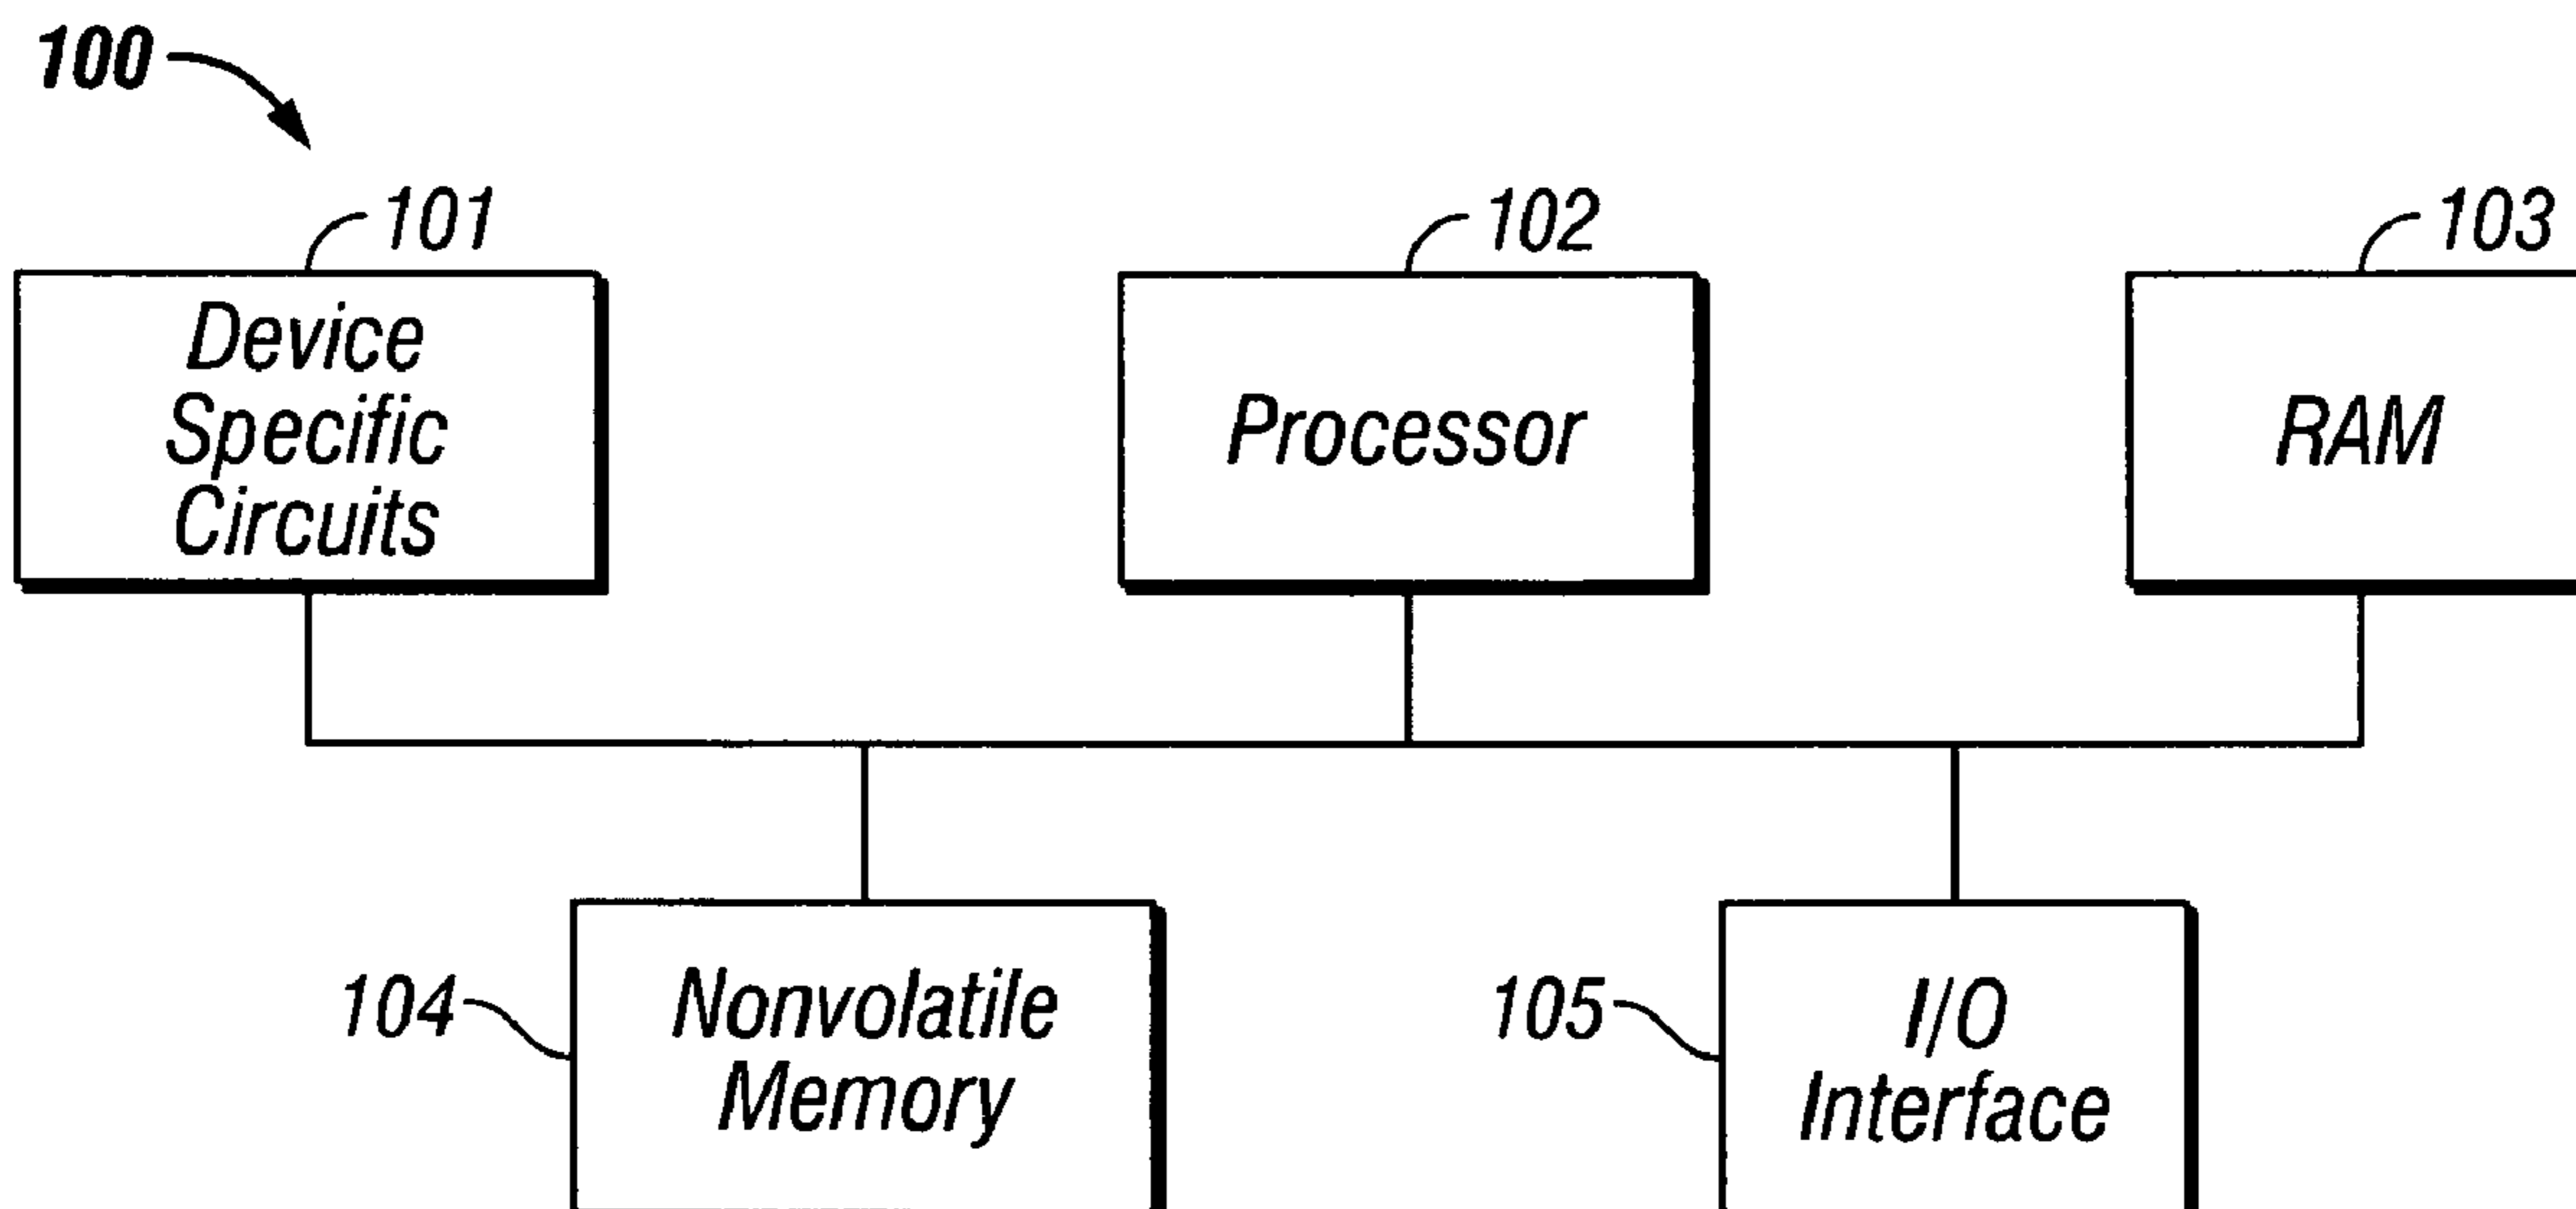 100
101
102
103
Device
Specific
Circuits
Processor
RAM
104
Nonvolatile
Memory
105
I/O
Interface